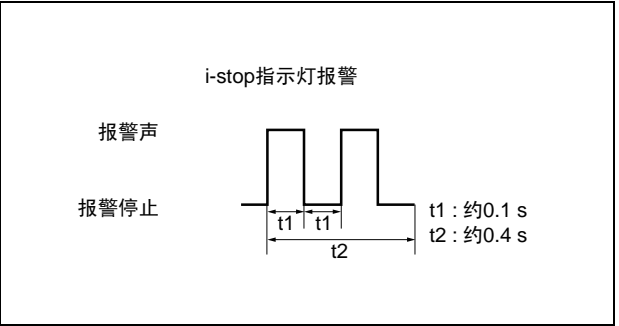 i-stop指示灯报警
报警声
报警停止
t1 t1
t2
t1 : 约0.1 s
t2 : 约0.4 s